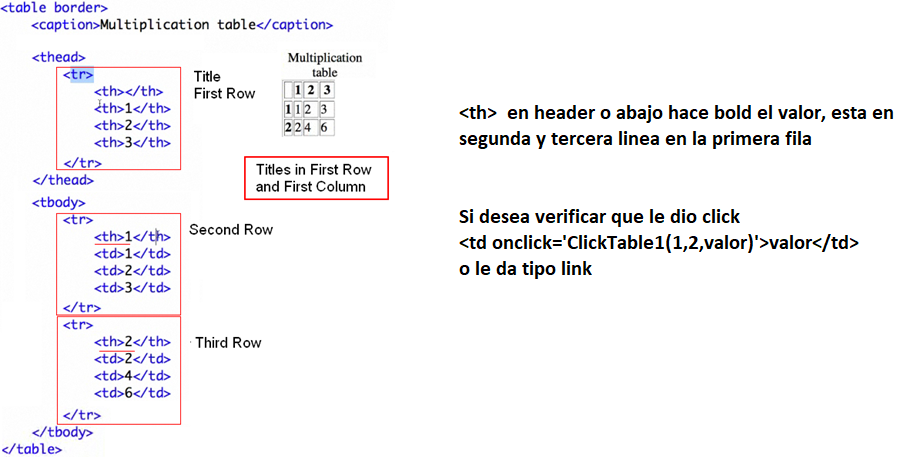 <table border>
<caption>Multiplication table</caption>
<thead>
<tr>
<th></th>
<th>1</th>
<th>2</th>
<th>3</th>
</tr>
</thead>
<tbody>
<tr>
<th>1</th>
<td>1</td>
<td>2</td>
<td>3</td>
</tr>
<tr>
<th>2</th>
<td>2</td>
<td>4</td>
<td>6</td>
</tr>
</tbody>
</table>
Title
First Row
Multiplication
table
1 2 3
1 1 2 3
2 2 4 6
Titles in First Row
and First Column
Second Row
Third Row
<th> en header o abajo hace bold el valor, esta en
segunda y tercera linea en la primera fila
Si desea verificar que le dio click
<td onclick='ClickTable1(1,2,valor)'>valor</td>
o le da tipo link